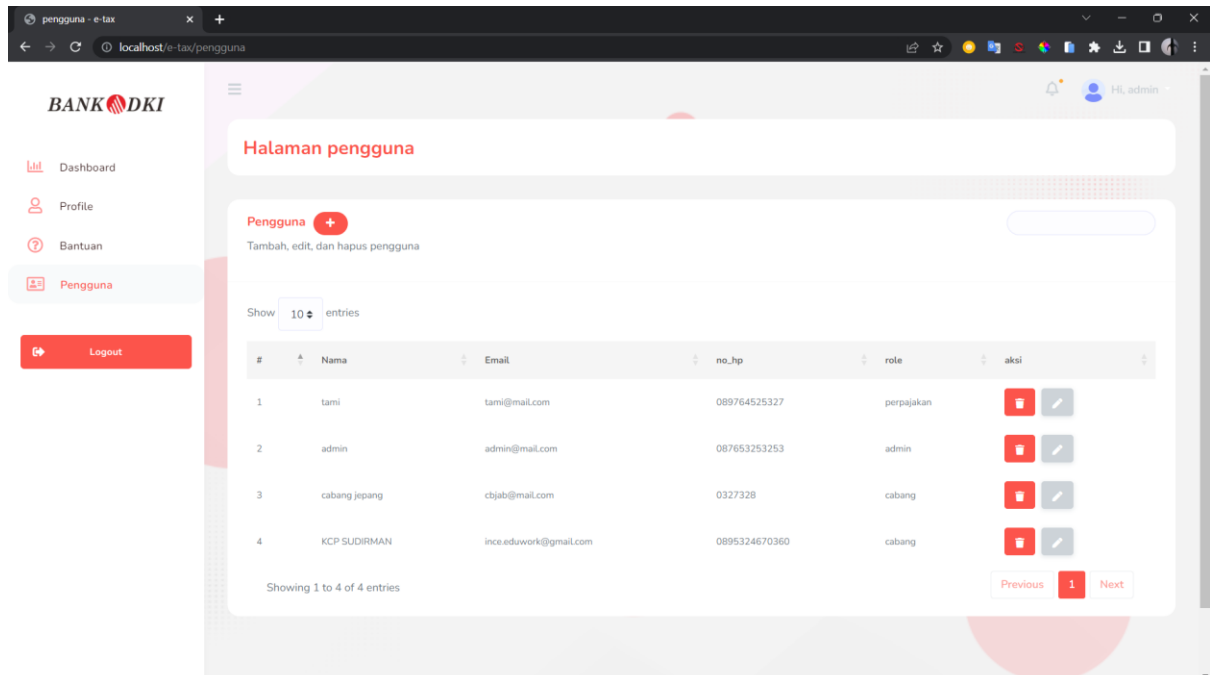 pengguna - e-tax
localhost/e-tax/pengguna
BANK DKI
Hi, admin
Halaman pengguna
Dashboard
Profile
Bantuan
Pengguna
Logout
Pengguna +
Tambah, edit, dan hapus pengguna
Show 10 entries
# Nama Email no_hp role aksi
1 tami tami@mail.com 089764525327 perpajakan
2 admin admin@mail.com 087653253253 admin
3 cabang jepang cbjab@mail.com 0327328 cabang
4 KCP SUDIRMAN ince.eduwork@gmail.com 0895324670360 cabang
Showing 1 to 4 of 4 entries
Previous 1 Next